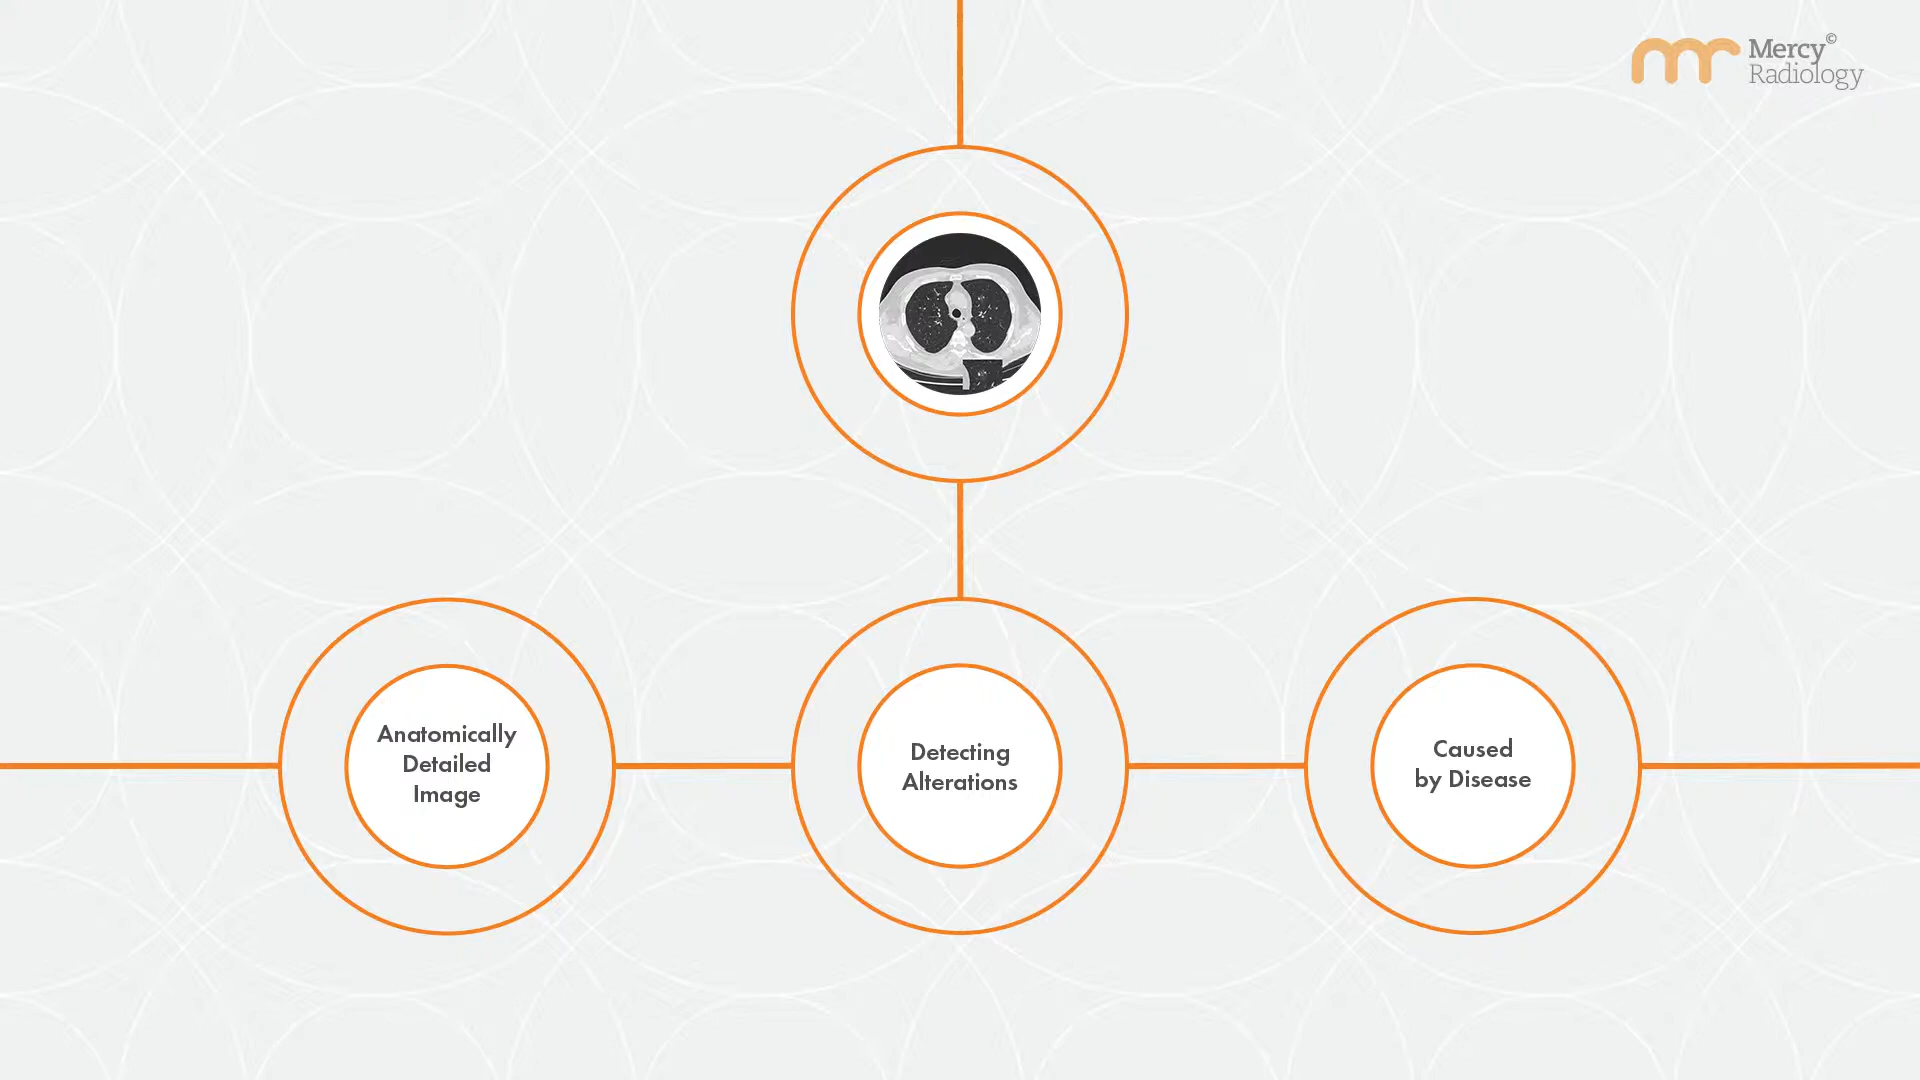 Mercy©
Radiology
Anatomically
Detailed
Image
Detecting
Alterations
Caused
by Disease